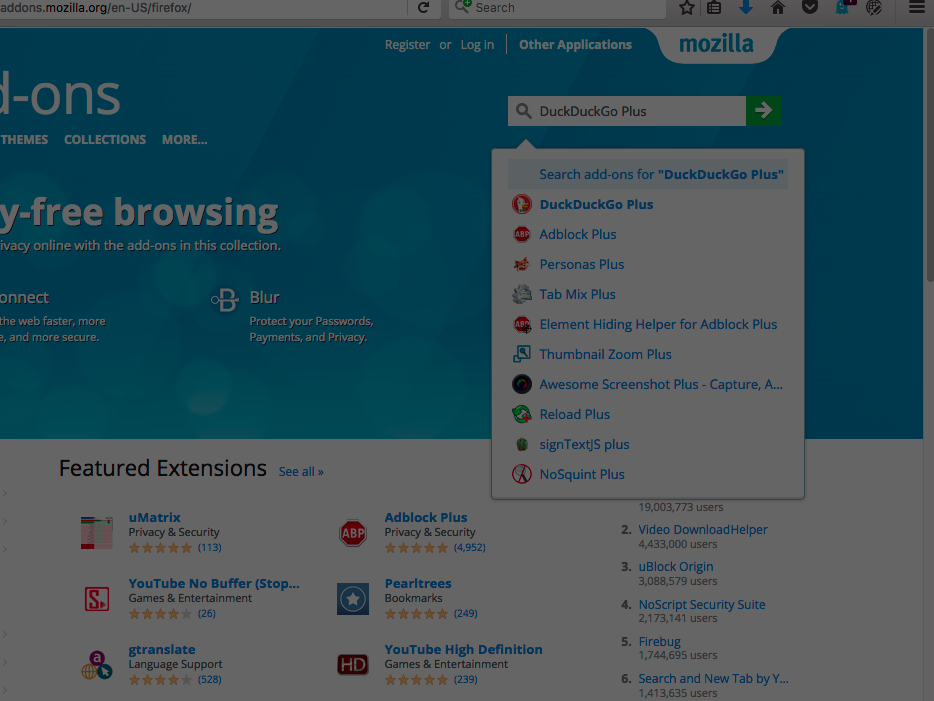 addons.mozilla.org/en-US/firefox/
Search
Register or Log in Other Applications mozilla
d-ons
DuckDuckGo Plus
THEMES COLLECTIONS MORE...
Search add-ons for "DuckDuckGo Plus"
DuckDuckGo Plus
Adblock Plus
Personas Plus
Tab Mix Plus
Element Hiding Helper for Adblock Plus
Thumbnail Zoom Plus
Awesome Screenshot Plus - Capture, A...
Reload Plus
signTextJS plus
NoSquint Plus
y-free browsing
ivacy online with the add-ons in this collection.
onnect
the web faster, more
e, and more secure.
B
Blur
Protect your Passwords,
Payments, and Privacy.
Featured Extensions See all »
uMatrix
Privacy & Security
(113)
ABP
Adblock Plus
Privacy & Security
(4,952)
YouTube No Buffer (Stop...
Games & Entertainment
(26)
Pearltrees
Bookmarks
(249)
gtranslate
Language Support
(528)
HD
YouTube High Definition
Games & Entertainment
(239)
19,003,773 users
2. Video DownloadHelper
4,433,000 users
3. uBlock Origin
3,088,579 users
4. NoScript Security Suite
2,173,141 users
5. Firebug
1,744,695 users
6. Search and New Tab by Y...
1,413,635 users